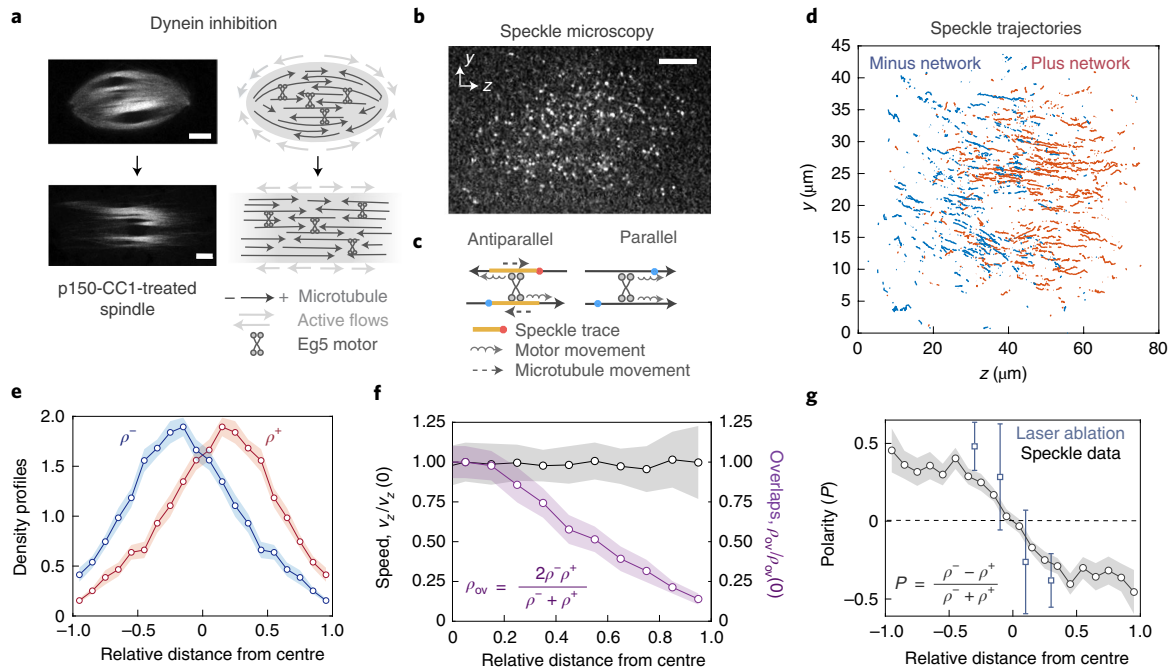 a
Dynein inhibition
p150-CC1-treated
spindle
− +
Microtubule
Active flows
Eg5 motor
b
Speckle microscopy
y
z
c
Antiparallel
Parallel
Speckle trace
Motor movement
Microtubule movement
d
Speckle trajectories
Minus network
Plus network
45
40
35
30
25
20
15
10
5
0
y (μm)
0
20
40
60
80
z (μm)
e
ρ−
ρ+
2.0
1.5
1.0
0.5
0
Density profiles
−1.0
−0.5
0
0.5
1.0
Relative distance from centre
f
1.25
1.00
0.75
0.50
0.25
0
Speed, vz/vz(0)
1.25
1.00
0.75
0.50
0.25
0
Overlaps, ρov/ρov(0)
ρov = 2ρ−ρ+ / ρ− + ρ+
0
0.2
0.4
0.6
0.8
1.0
Relative distance from centre
g
Laser ablation
Speckle data
0.5
0
−0.5
Polarity (P)
P = ρ− − ρ+ / ρ− + ρ+
−1.0
−0.5
0
0.5
1.0
Relative distance from centre